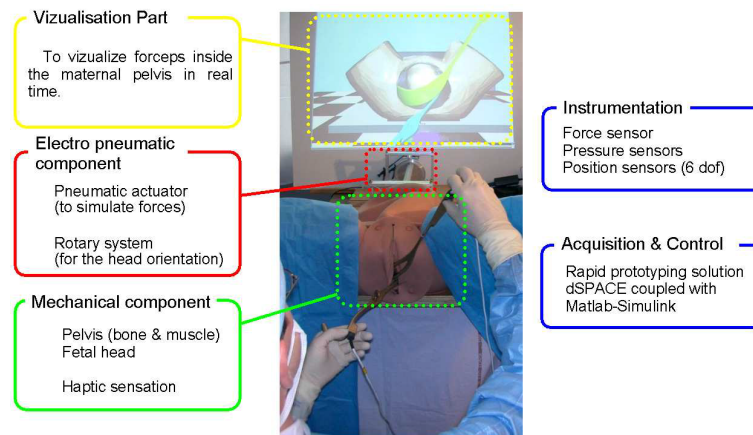 Vizualisation Part
To vizualize forceps inside
the maternal pelvis in real
time.
Electro pneumatic
component
Pneumatic actuator
(to simulate forces)
Rotary system
(for the head orientation)
Mechanical component
Pelvis (bone & muscle)
Fetal head
Haptic sensation
Instrumentation
Force sensor
Pressure sensors
Position sensors (6 dof)
Acquisition & Control
Rapid prototyping solution
dSPACE coupled with
Matlab-Simulink